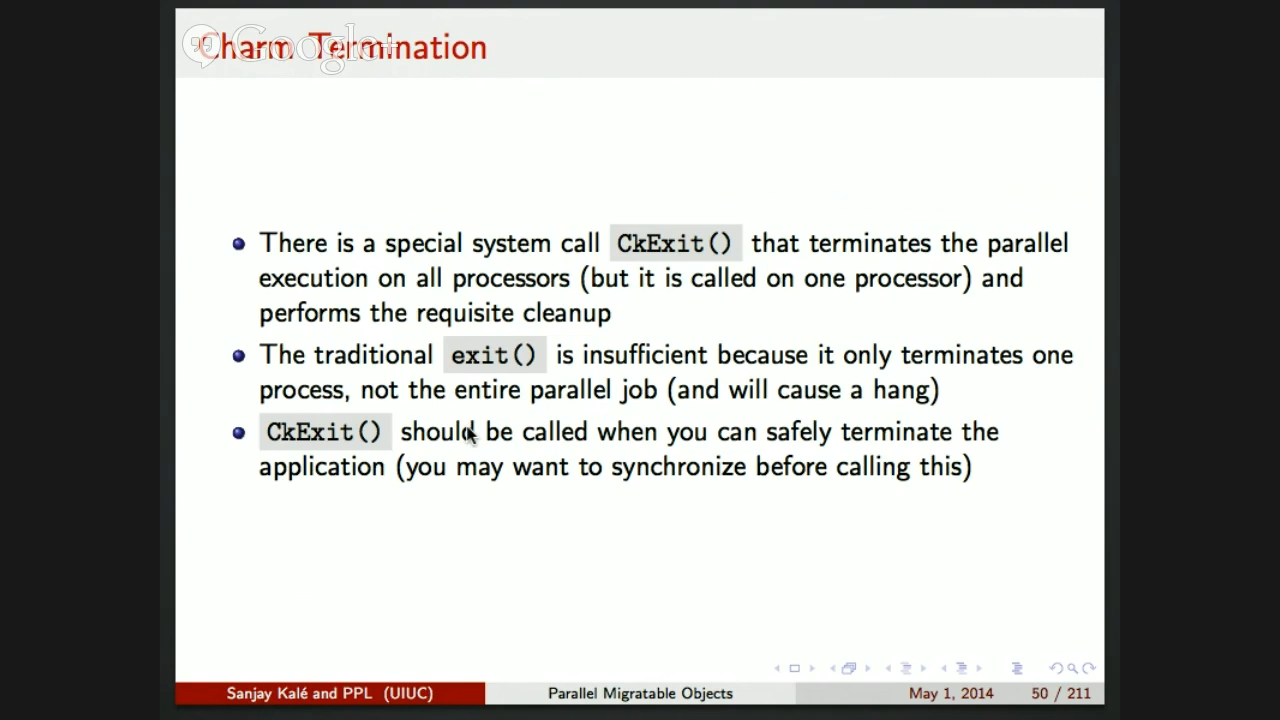 Charm Termination
Google+
There is a special system call CkExit() that terminates the parallel
execution on all processors (but it is called on one processor) and
performs the requisite cleanup
The traditional exit() is insufficient because it only terminates one
process, not the entire parallel job (and will cause a hang)
CkExit() should be called when you can safely terminate the
application (you may want to synchronize before calling this)
Sanjay Kalé and PPL (UIUC) Parallel Migratable Objects May 1, 2014 50 / 211